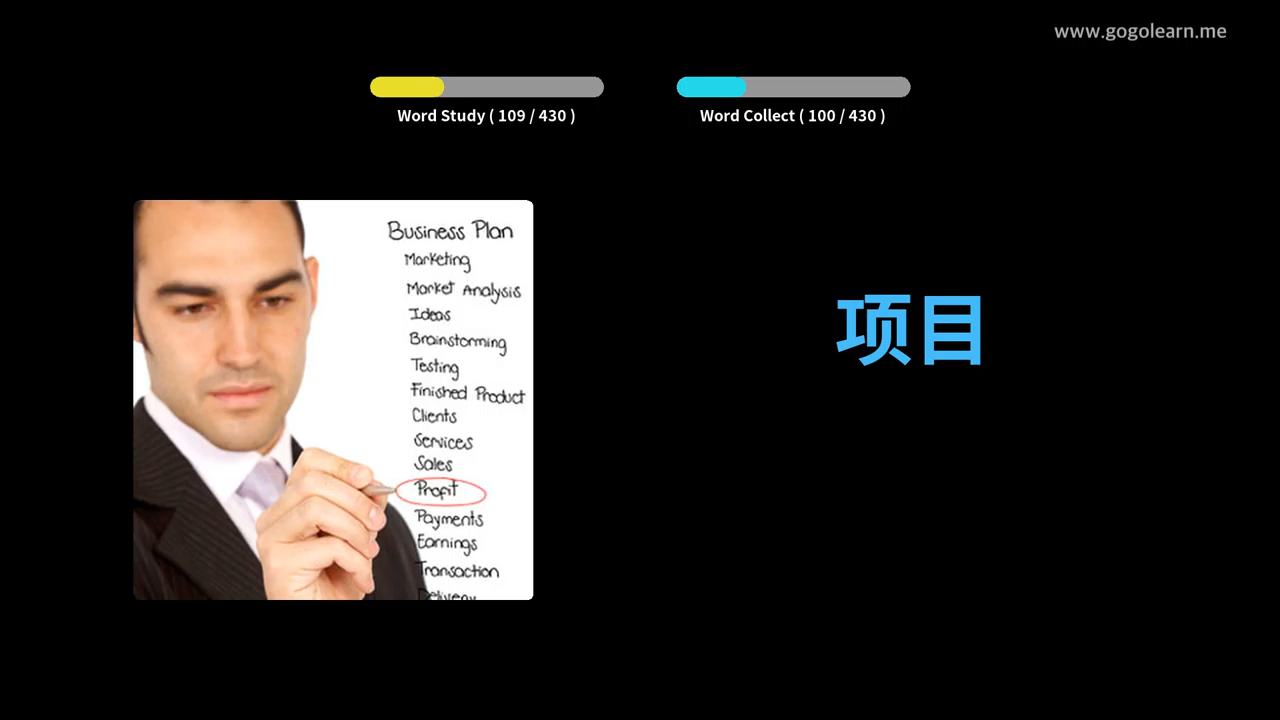 www.gogolearn.me
Word Study ( 109 / 430 )
Word Collect ( 100 / 430 )
Business Plan
Marketing
Market Analysis
Ideas
Brainstorming
Testing
Finished Product
Clients
Services
Sales
Profit
Payments
Earnings
Transaction
Delivery
项目